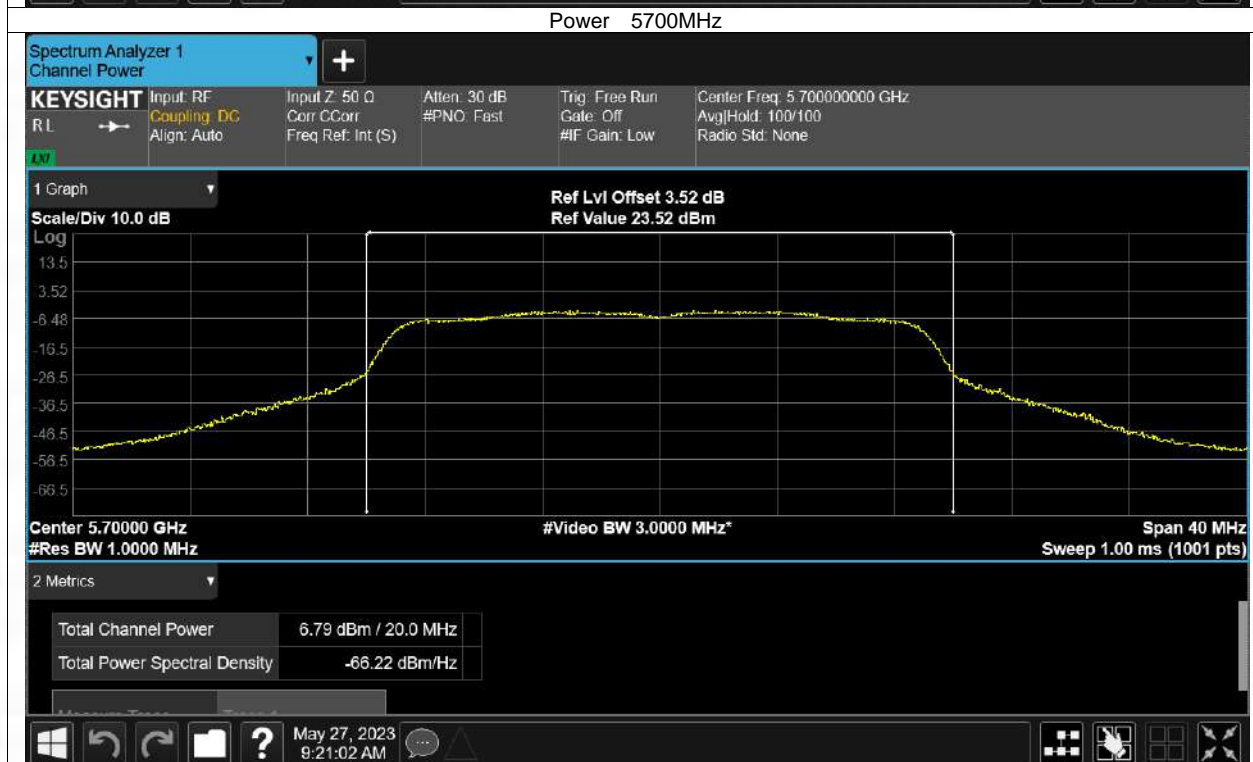 Power 5700MHz
Spectrum Analyzer 1
Channel Power
KEYSIGHT
RL
LXI
Input: RF
Coupling: DC
Align: Auto
Input Z: 50 Ω
Corr CCorr
Freq Ref: Int (S)
Atten: 30 dB
#PNO: Fast
Trig: Free Run
Gate: Off
#IF Gain: Low
Center Freq: 5.700000000 GHz
Avg|Hold: 100/100
Radio Std: None
1 Graph
Scale/Div 10.0 dB
Ref Lvl Offset 3.52 dB
Ref Value 23.52 dBm
Log
13.5
3.52
-6.48
-16.5
-26.5
-36.5
-46.5
-56.5
-66.5
Center 5.70000 GHz
#Res BW 1.0000 MHz
#Video BW 3.0000 MHz*
Span 40 MHz
Sweep 1.00 ms (1001 pts)
2 Metrics
Total Channel Power 6.79 dBm / 20.0 MHz
Total Power Spectral Density -66.22 dBm/Hz
May 27, 2023
9:21:02 AM